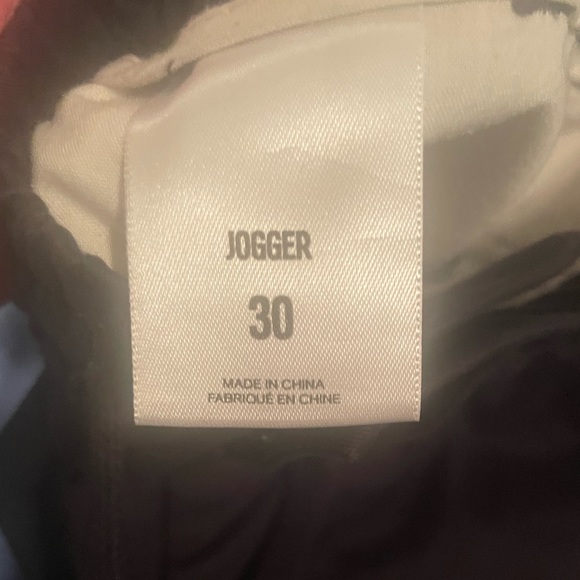 JOGGER
30
MADE IN CHINA
FABRIQUÉ EN CHINE